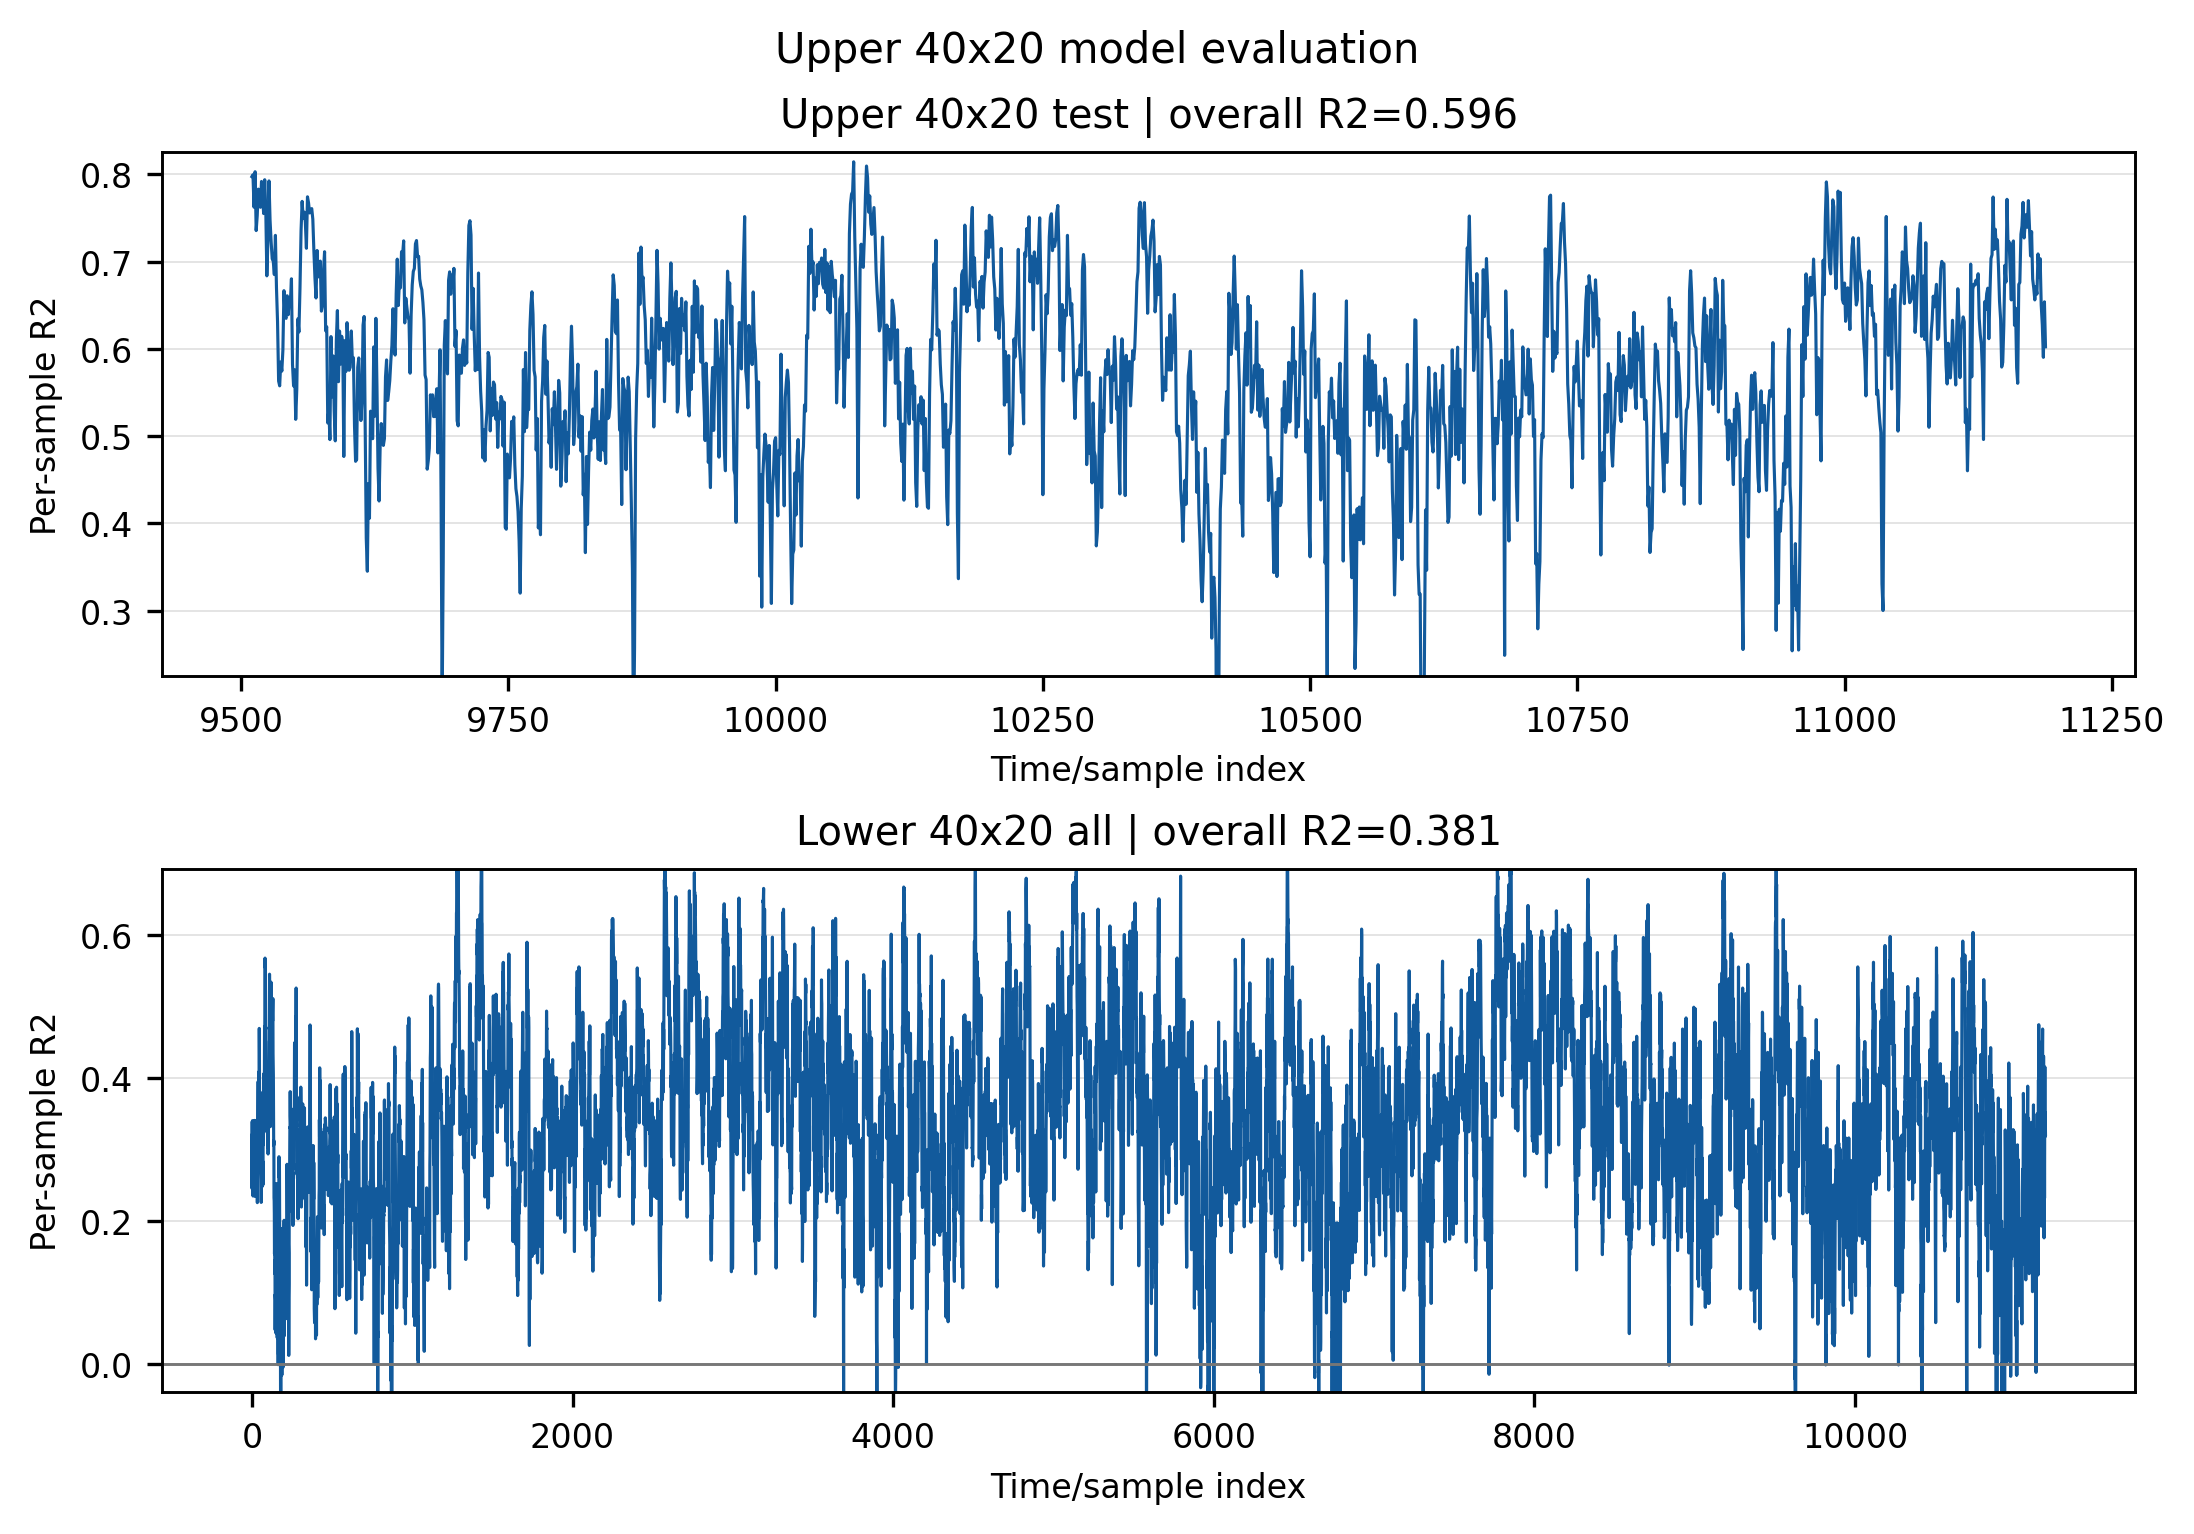 Upper 40x20 model evaluation
Upper 40x20 test | overall R2=0.596
0.8
0.7
0.6
0.5
0.4
0.3
Per-sample R2
9500 9750 10000 10250 10500 10750 11000 11250
Time/sample index
Lower 40x20 all | overall R2=0.381
0.6
0.4
0.2
0.0
Per-sample R2
0 2000 4000 6000 8000 10000
Time/sample index